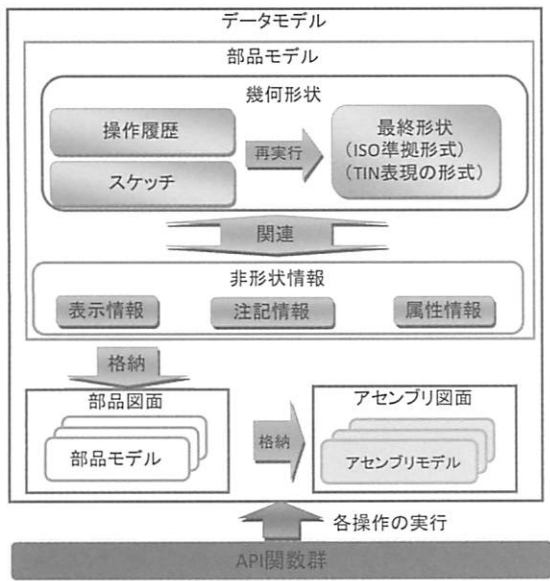 データモデル
部品モデル
幾何形状
操作履歴
スケッチ
再実行
最終形状
(ISO準拠形式)
(TIN表現の形式)
関連
非形状情報
表示情報
注記情報
属性情報
格納
部品図面
部品モデル
格納
アセンブリ図面
アセンブリモデル
各操作の実行
API関数群